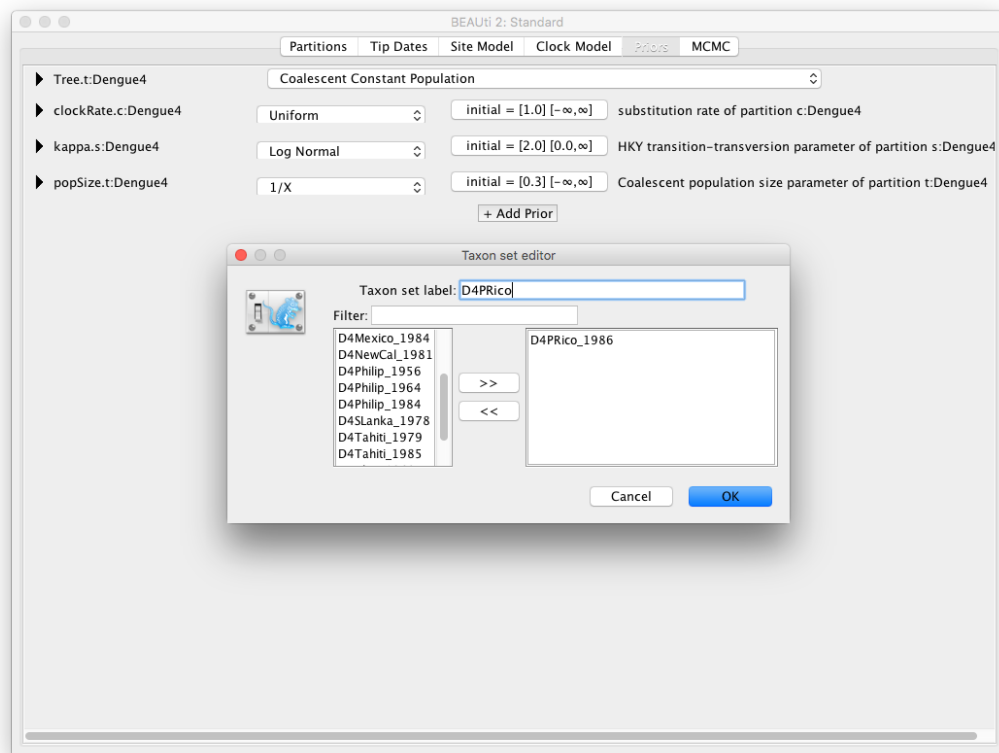 BEAUti 2: Standard
Partitions Tip Dates Site Model Clock Model Priors MCMC
Tree.t:Dengue4 Coalescent Constant Population
clockRate.c:Dengue4 Uniform initial = [1.0] [-∞,∞] substitution rate of partition c:Dengue4
kappa.s:Dengue4 Log Normal initial = [2.0] [0.0,∞] HKY transition-transversion parameter of partition s:Dengue4
popSize.t:Dengue4 1/X initial = [0.3] [-∞,∞] Coalescent population size parameter of partition t:Dengue4
+ Add Prior
Taxon set editor
Taxon set label: D4PRico
Filter:
D4Mexico_1984
D4NewCal_1981
D4Philip_1956
D4Philip_1964
D4Philip_1984
D4SLanka_1978
D4Tahiti_1979
D4Tahiti_1985
>>
<<
D4PRico_1986
Cancel OK